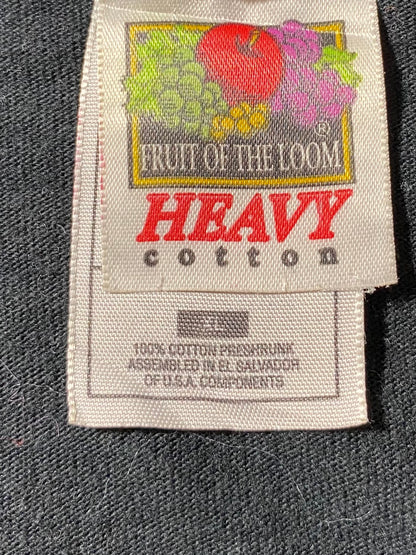 FRUIT OF THE LOOM
®
HEAVY
cotton
XL
100% COTTON PRESHRUNK
ASSEMBLED IN EL SALVADOR
OF U.S.A. COMPONENTS